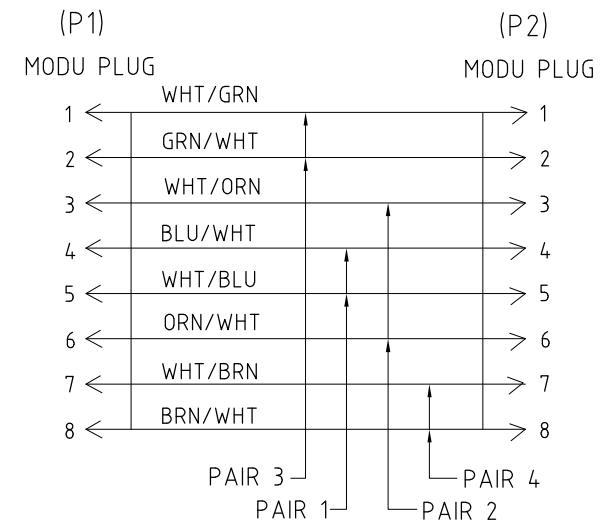 (P1) (P2)
MODU PLUG MODU PLUG
1 WHT/GRN 1
2 GRN/WHT 2
3 WHT/ORN 3
4 BLU/WHT 4
5 WHT/BLU 5
6 ORN/WHT 6
7 WHT/BRN 7
8 BRN/WHT 8
PAIR 3 PAIR 4
PAIR 1 PAIR 2